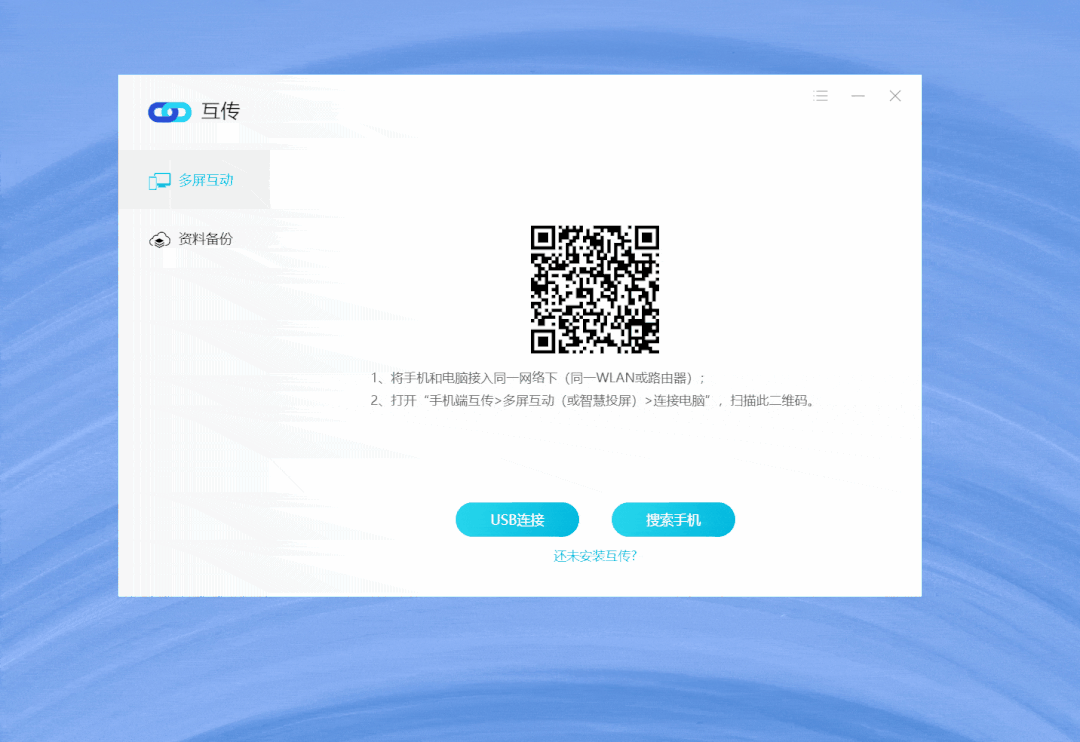 互传
多屏互动
资料备份
1、将手机和电脑接入同一网络下（同一WLAN或路由器）；
2、打开“手机端互传>多屏互动（或智慧投屏）>连接电脑”，扫描此二维码。
USB连接
搜索手机
还未安装互传?